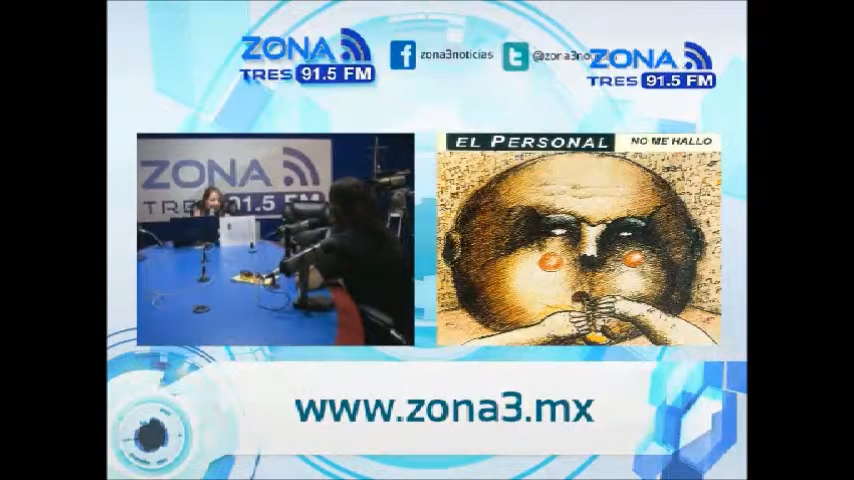 ZONA
TRES 91.5 FM
zona3noticias
@zona3no
ZONA
TRES 91.5 FM
ZONA
TRES 91.5 FM
EL PERSONAL
NO ME HALLO
www.zona3.mx